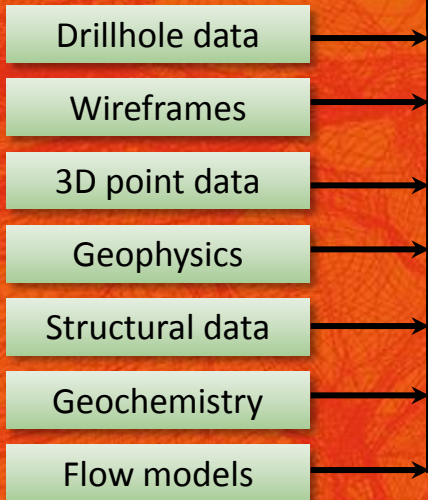 Drillhole data
Wireframes
3D point data
Geophysics
Structural data
Geochemistry
Flow models